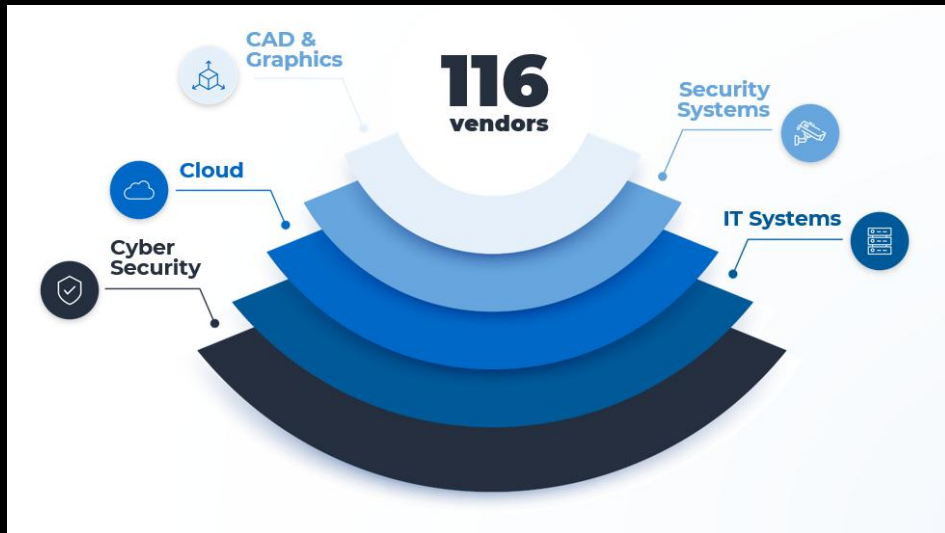 CAD &
Graphics
116
vendors
Security
Systems
Cloud
IT Systems
Cyber
Security